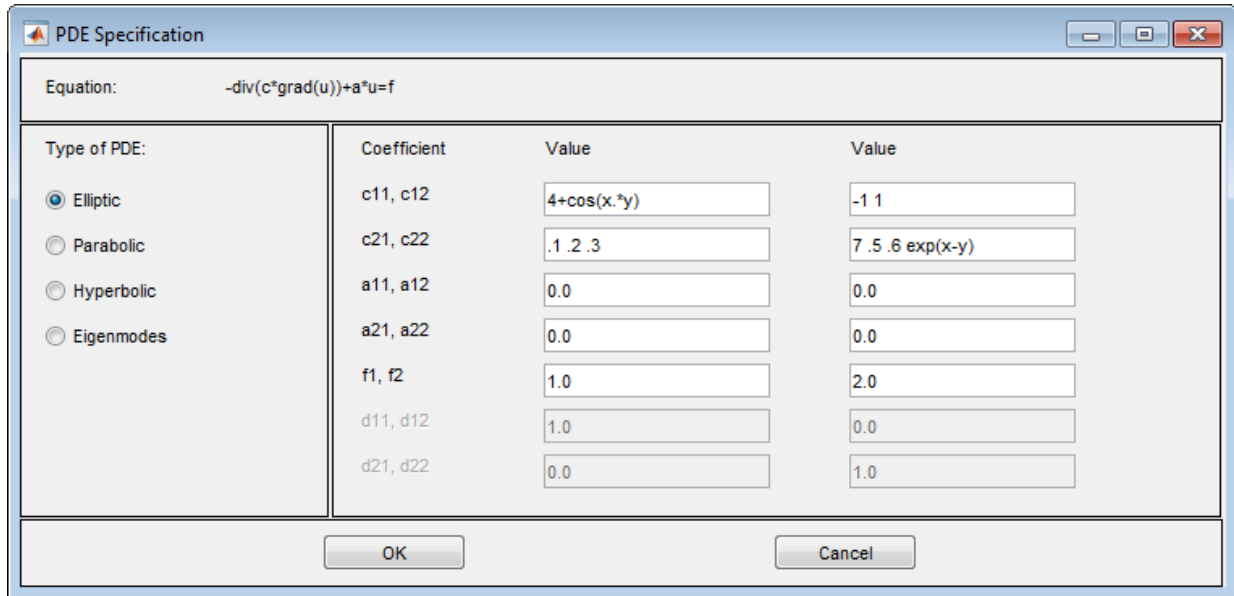 PDE Specification
Equation: -div(c*grad(u))+a*u=f
Type of PDE:
Elliptic
Parabolic
Hyperbolic
Eigenmodes
Coefficient Value Value
c11, c12 4+cos(x.*y) -1 1
c21, c22 .1 .2 .3 7 .5 .6 exp(x-y)
a11, a12 0.0 0.0
a21, a22 0.0 0.0
f1, f2 1.0 2.0
d11, d12 1.0 0.0
d21, d22 0.0 1.0
OK Cancel